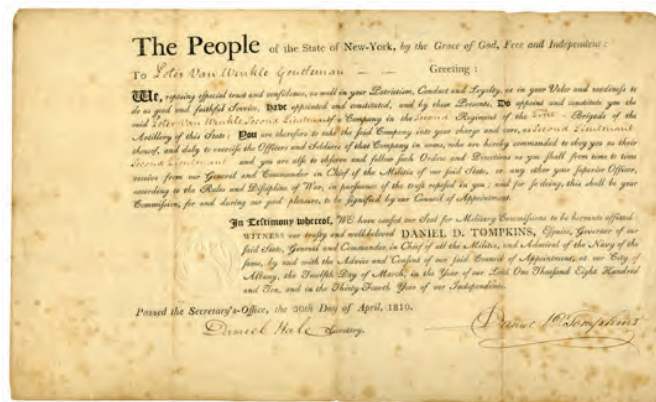 The People of the State of New-York, by the Grace of God, Free and Independent:
To Peter Van Winkle Gentleman — — Greeting:
We, reposing especial trust and confidence, as well in your Patriotism, Conduct and Loyalty, as in your Valor and readiness to
do us good and faithful Service, Have appointed and constituted, and by these Presents, Do appoint and constitute you the
said Peter Van Winkle Second Lieutenant of a Company in the Second Regiment of the First Brigade of the
Artillery of this State; You are therefore to take the said Company into your charge and care, as Second Lieutenant
thereof, and duly to exercise the Officers and Soldiers of that Company in arms, who are hereby commanded to obey you as their
Second Lieutenant and you are also to observe and follow such Orders and Directions as you shall from time to time
receive from our General and Commander in Chief of the Militia of our said State, or any other your Superior Officer,
according to the Rules and Discipline of War, in pursuance of the trust reposed in you; and for so doing, this shall be your
Commission, for and during our good pleasure, to be signified by our Council of Appointment.
In Testimony whereof, WE have caused our Seal for Military Commissions to be hereunto affixed:
WITNESS our trusty and well-beloved DANIEL D. TOMPKINS, Esquire, Governor of our
said State, General and Commander in Chief of all the Militia, and Admiral of the Navy of the
same, by and with the Advice and Consent of our said Council of Appointment, at our City of
Albany, the Twelfth Day of March, in the Year of our Lord One Thousand Eight Hundred
and Ten, and in the Thirty Fourth Year of our Independence.
Passed the Secretary's-Office, the 30th Day of April, 1810.
Daniel Hale Secretary.
Daniel D. Tompkins